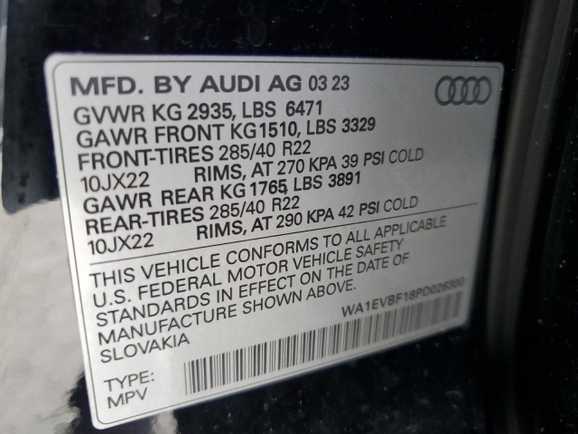 MFD. BY AUDI AG 03 23
GVWR KG 2935, LBS 6471
GAWR FRONT KG1510, LBS 3329
FRONT-TIRES 285/40 R22
10JX22 RIMS, AT 270 KPA 39 PSI COLD
GAWR REAR KG 1765, LBS 3891
REAR-TIRES 285/40 R22
10JX22 RIMS, AT 290 KPA 42 PSI COLD
THIS VEHICLE CONFORMS TO ALL APPLICABLE
U.S. FEDERAL MOTOR VEHICLE SAFETY
STANDARDS IN EFFECT ON THE DATE OF
MANUFACTURE SHOWN ABOVE.
SLOVAKIA
WA1EVBF18PD026300
TYPE:
MPV